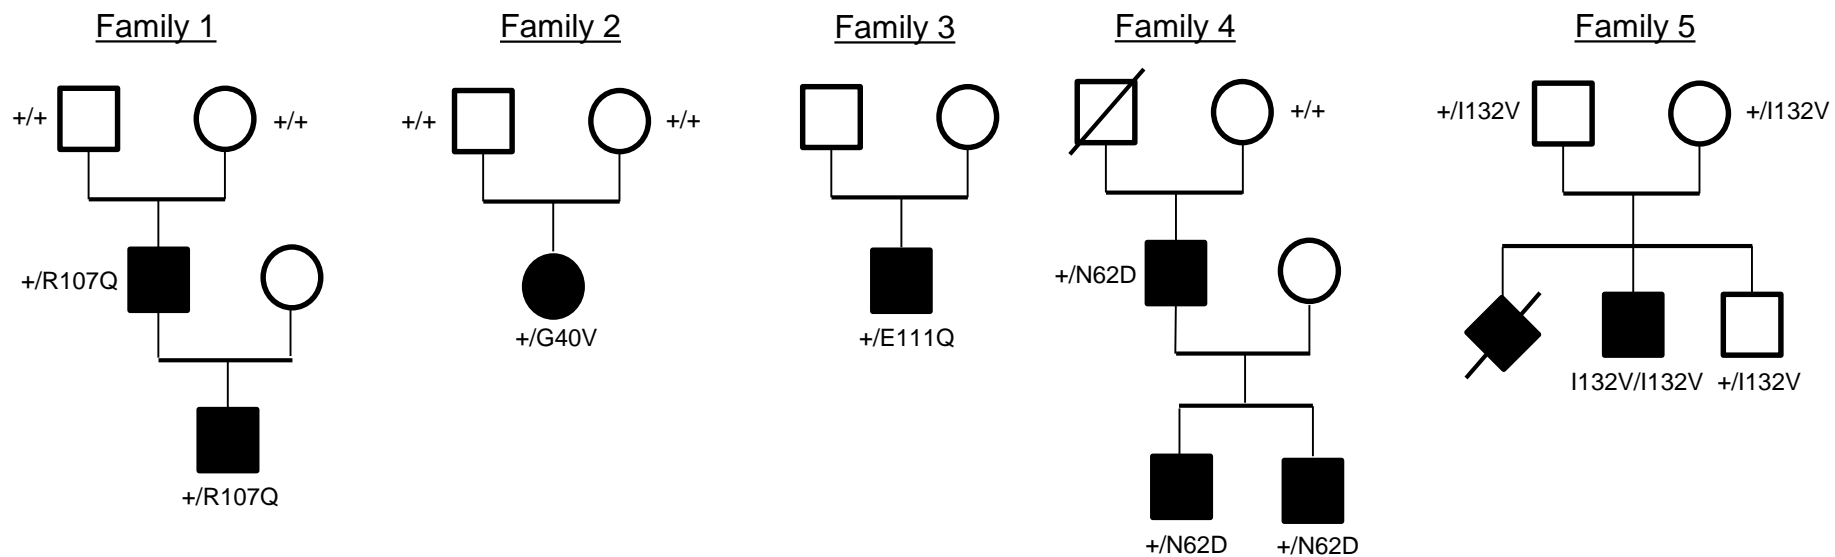 Family 1
Family 2
Family 3
Family 4
Family 5
+/+
+/+
+/+
+/+
+/+
+/I132V
+/I132V
+/R107Q
+/G40V
+/E111Q
+/N62D
I132V/I132V
+/I132V
+/R107Q
+/N62D
+/N62D